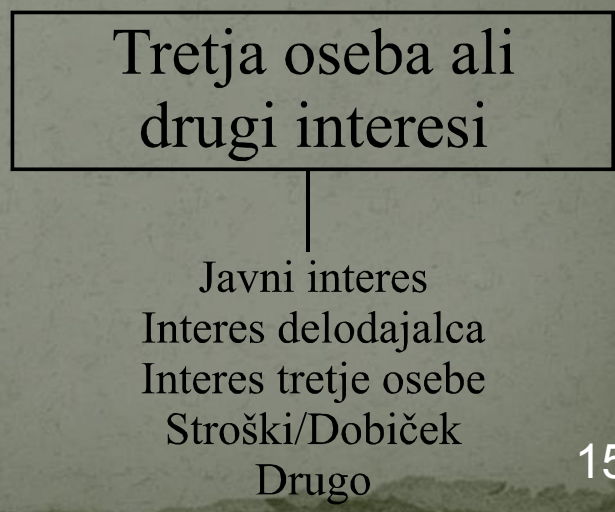 Tretja oseba ali
drugi interesi
Javni interes
Interes delodajalca
Interes tretje osebe
Stroški/Dobiček
Drugo
15